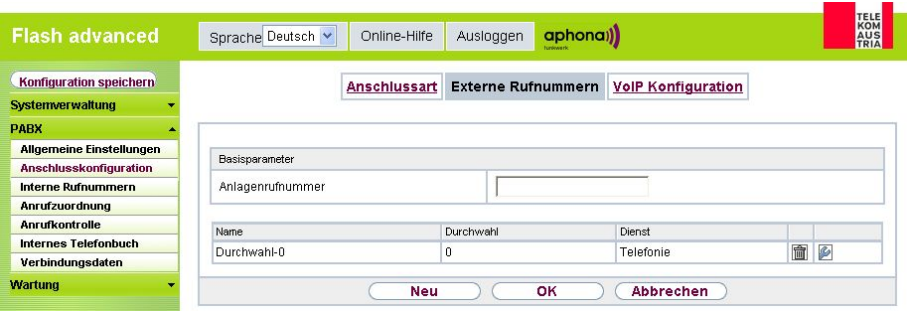 Flash advanced
Sprache Deutsch
Online-Hilfe
Ausloggen
aphona
funkwerk
TELE
KOM
AUS
TRIA
Konfiguration speichern
Systemverwaltung
PABX
Allgemeine Einstellungen
Anschlusskonfiguration
Interne Rufnummern
Anrufzuordnung
Anrufkontrolle
Internes Telefonbuch
Verbindungsdaten
Wartung
Anschlussart Externe Rufnummern VoIP Konfiguration
Basisparameter
Anlagenrufnummer
Name Durchwahl Dienst
Durchwahl-0 0 Telefonie
Neu OK Abbrechen